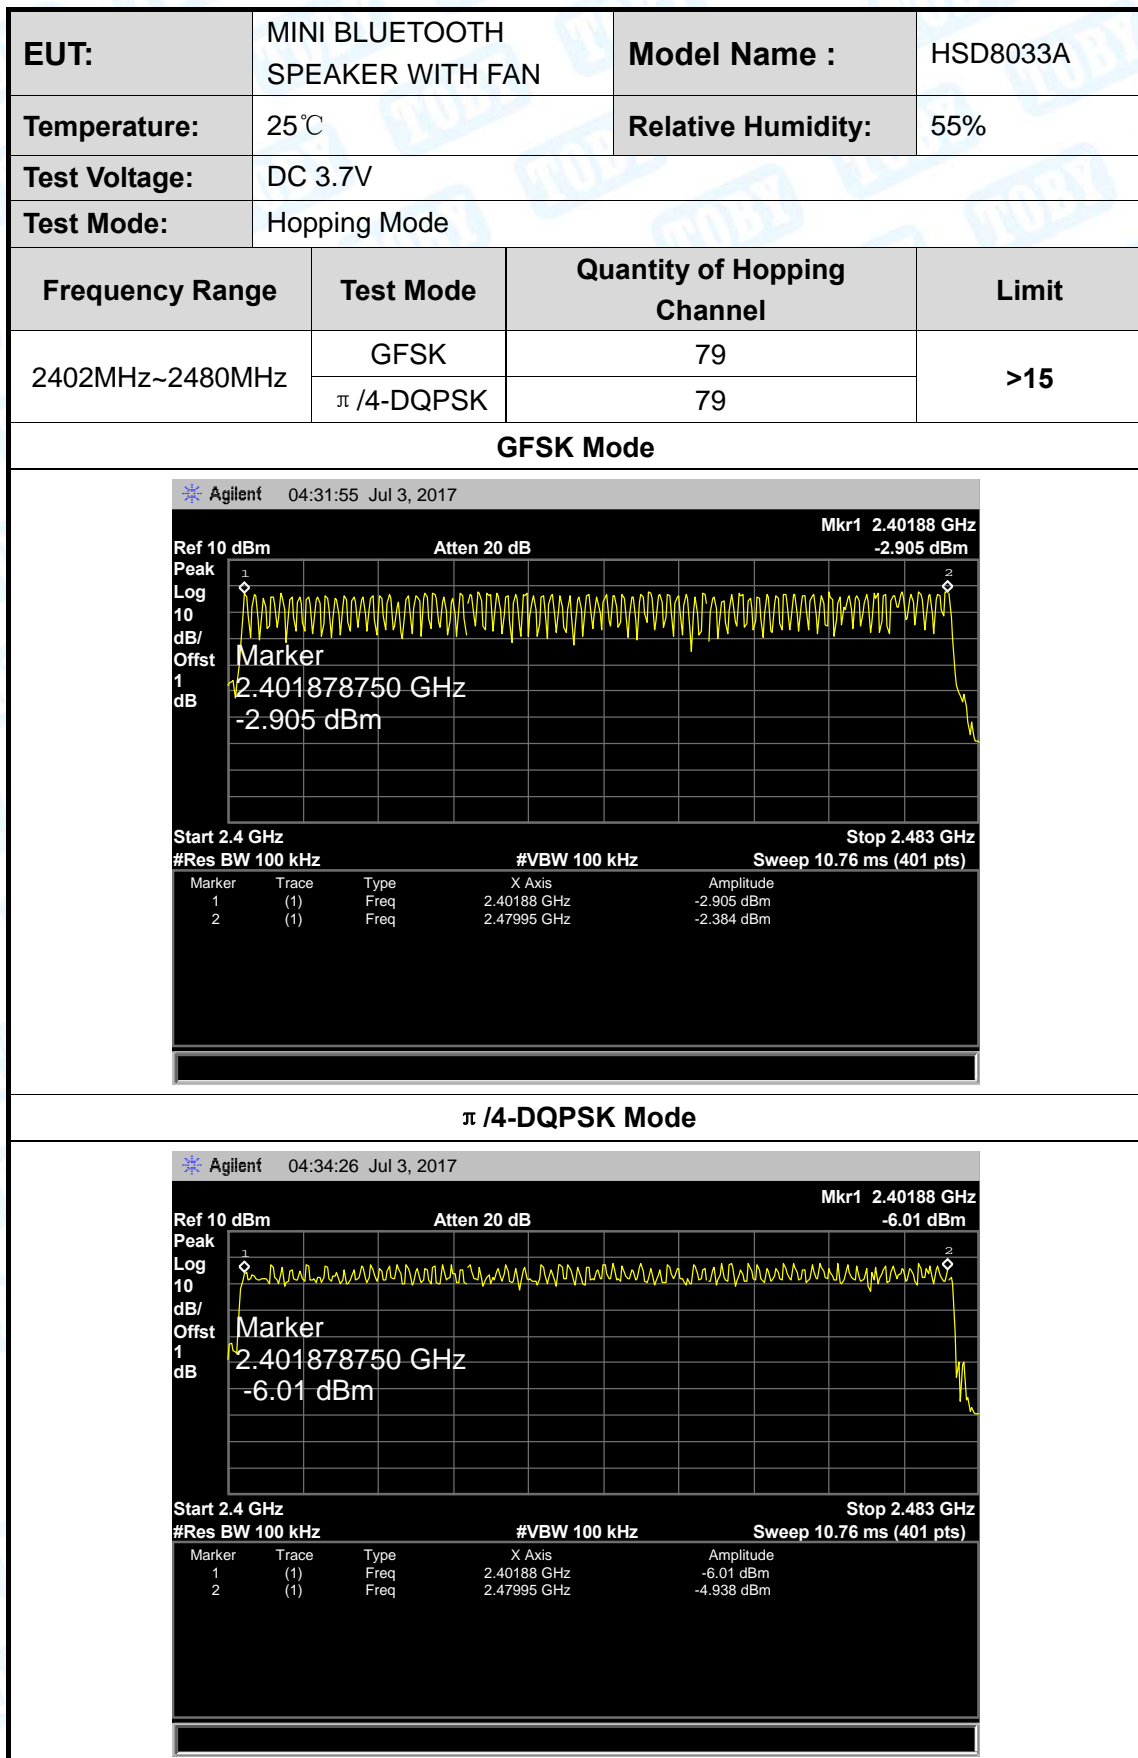 EUT: MINI BLUETOOTH SPEAKER WITH FAN Model Name : HSD8033A
Temperature: 25℃ Relative Humidity: 55%
Test Voltage: DC 3.7V
Test Mode: Hopping Mode
Frequency Range Test Mode Quantity of Hopping Channel Limit
2402MHz~2480MHz GFSK 79 >15
π/4-DQPSK 79
GFSK Mode
Agilent 04:31:55 Jul 3, 2017
Mkr1 2.40188 GHz
Ref 10 dBm Atten 20 dB -2.905 dBm
Peak
Log
10
dB/
Offst
1
dB
1 2
Marker
2.401878750 GHz
-2.905 dBm
Start 2.4 GHz Stop 2.483 GHz
#Res BW 100 kHz #VBW 100 kHz Sweep 10.76 ms (401 pts)
Marker Trace Type X Axis Amplitude
1 (1) Freq 2.40188 GHz -2.905 dBm
2 (1) Freq 2.47995 GHz -2.384 dBm
π/4-DQPSK Mode
Agilent 04:34:26 Jul 3, 2017
Mkr1 2.40188 GHz
Ref 10 dBm Atten 20 dB -6.01 dBm
Peak
Log
10
dB/
Offst
1
dB
1 2
Marker
2.401878750 GHz
-6.01 dBm
Start 2.4 GHz Stop 2.483 GHz
#Res BW 100 kHz #VBW 100 kHz Sweep 10.76 ms (401 pts)
Marker Trace Type X Axis Amplitude
1 (1) Freq 2.40188 GHz -6.01 dBm
2 (1) Freq 2.47995 GHz -4.938 dBm
TOBY